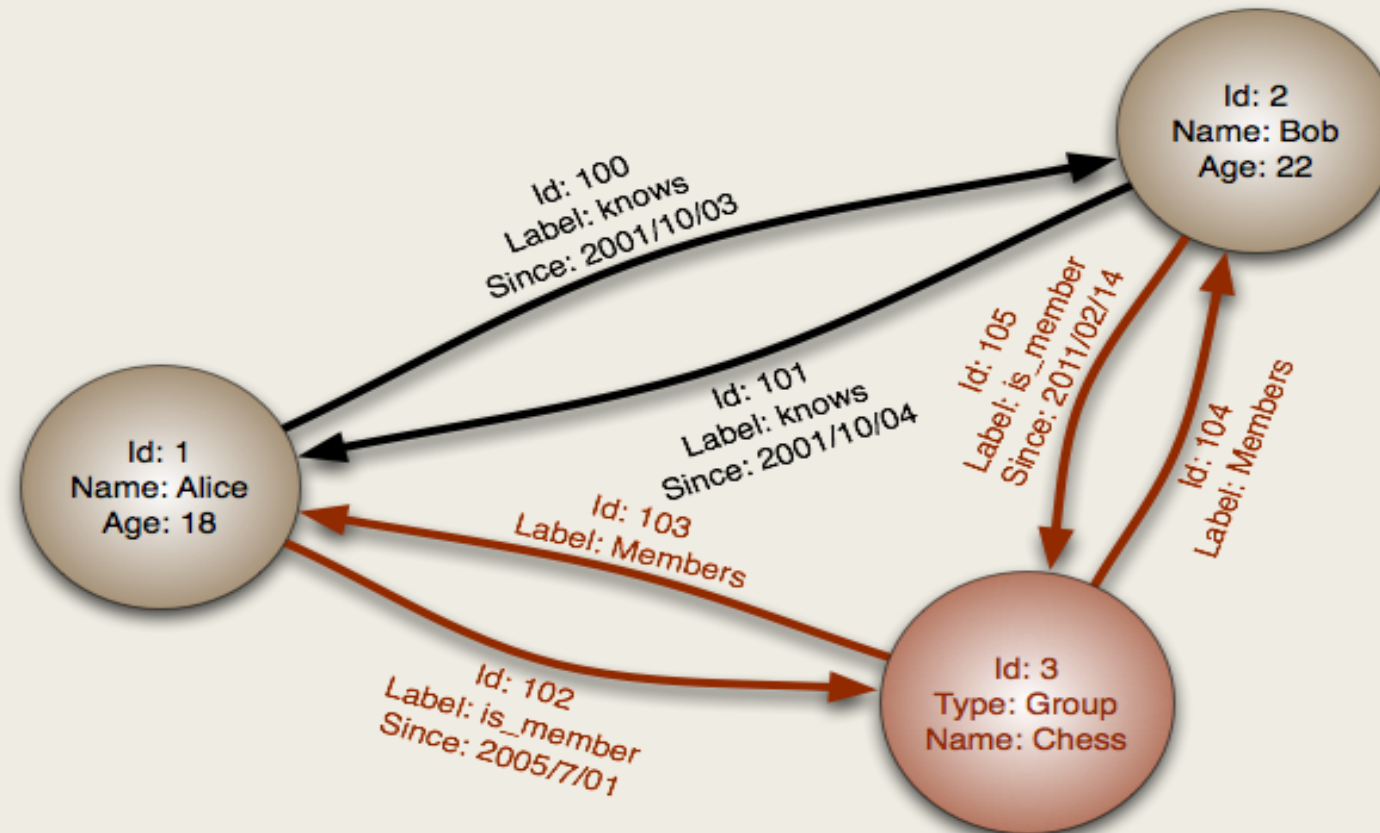 Id: 2
Name: Bob
Age: 22
Id: 100
Label: knows
Since: 2001/10/03
Id: 101
Label: knows
Since: 2001/10/04
Id: 105
Label: is_member
Since: 2011/02/14
Id: 104
Label: Members
Id: 1
Name: Alice
Age: 18
Id: 103
Label: Members
Id: 102
Label: is_member
Since: 2005/7/01
Id: 3
Type: Group
Name: Chess